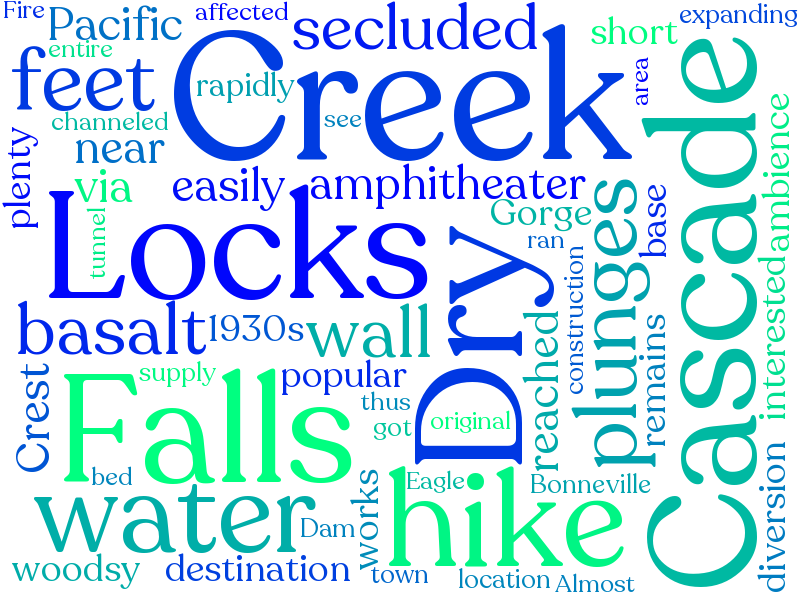 Fire
affected
expanding
Pacific
secluded
short
entire
feet
Creek
rapidly
see
area
Cascade
channeled
near
plenty
via
easily
amphitheater
ambience
Gorge
ran
base
tunnel
Locks
Dry
plunges
construction
basalt
1930s
wall
interested
reached
remains
supply
popular
Crest
Falls
thus
got
original
bed
works
Eagle
Bonneville
diversion
water
Dam
hike
woodsy
destination
town
location
Almost